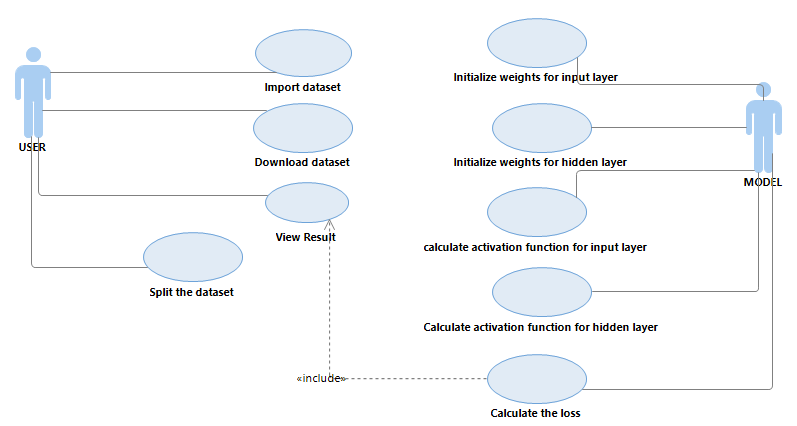 Import dataset
Initialize weights for input layer
USER
Download dataset
Initialize weights for hidden layer
MODEL
View Result
calculate activation function for input layer
Split the dataset
Calculate activation function for hidden layer
«include»
Calculate the loss